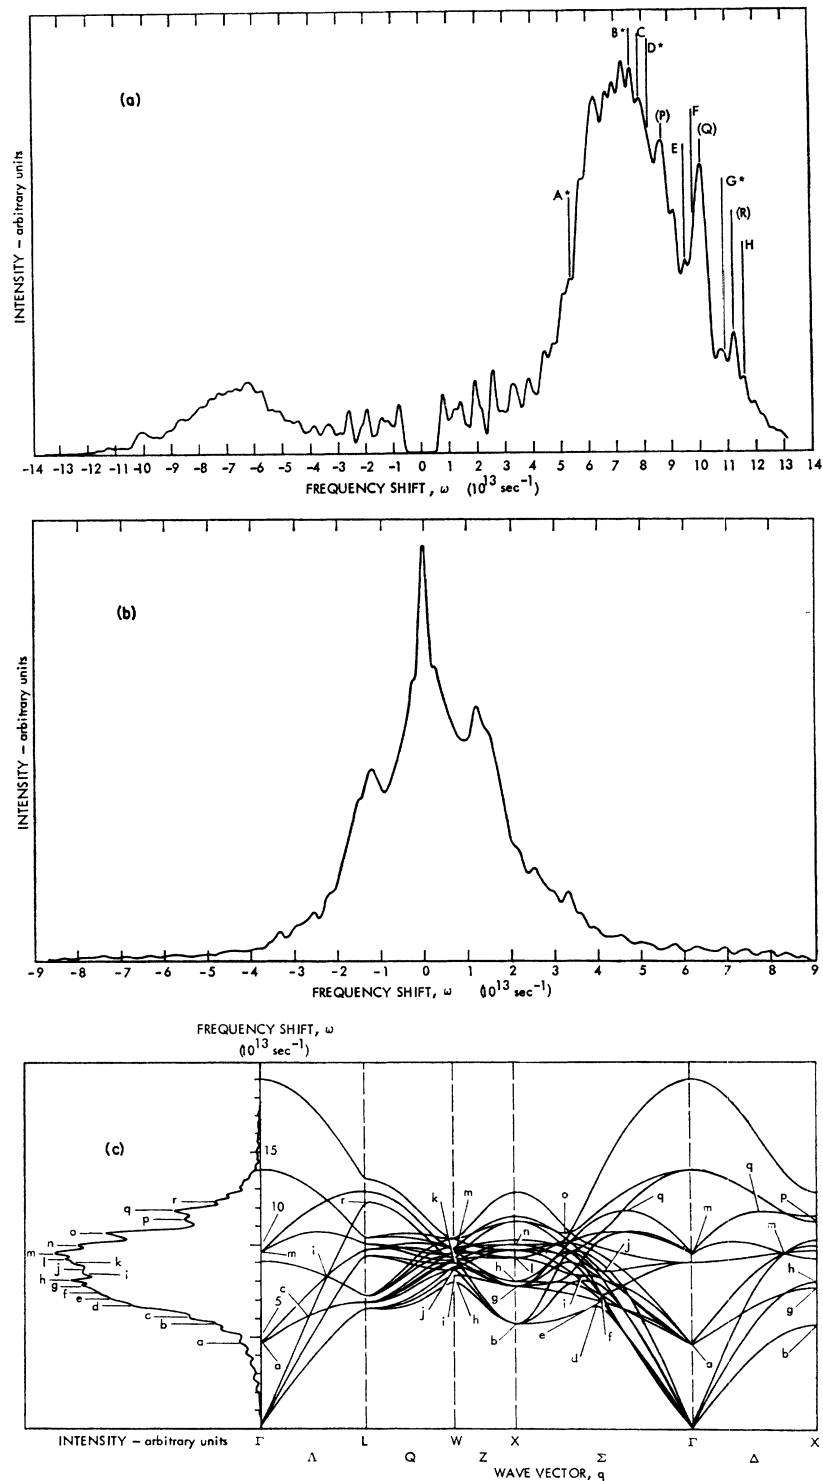 (a)
B* C
D*
(P)
F
(Q)
E
G*
A*
(R)
H
INTENSITY – arbitrary units
-14 -13 -12 -11 -10 -9 -8 -7 -6 -5 -4 -3 -2 -1 0 1 2 3 4 5 6 7 8 9 10 11 12 13 14
FREQUENCY SHIFT, ω (10¹³ sec⁻¹)
(b)
INTENSITY – arbitrary units
-9 -8 -7 -6 -5 -4 -3 -2 -1 0 1 2 3 4 5 6 7 8 9
FREQUENCY SHIFT, ω (10¹³ sec⁻¹)
FREQUENCY SHIFT, ω
(10¹³ sec⁻¹)
(c)
15
q
r r k m o q p
q
p 10
o m m
n i n j
m m
l k h l h
j i
h c
g g g
f 5 i
e j i h e
d b f b
c d
b a
a a
INTENSITY – arbitrary units Γ L W X Γ X
Λ Q Z Σ Δ
WAVE VECTOR, q